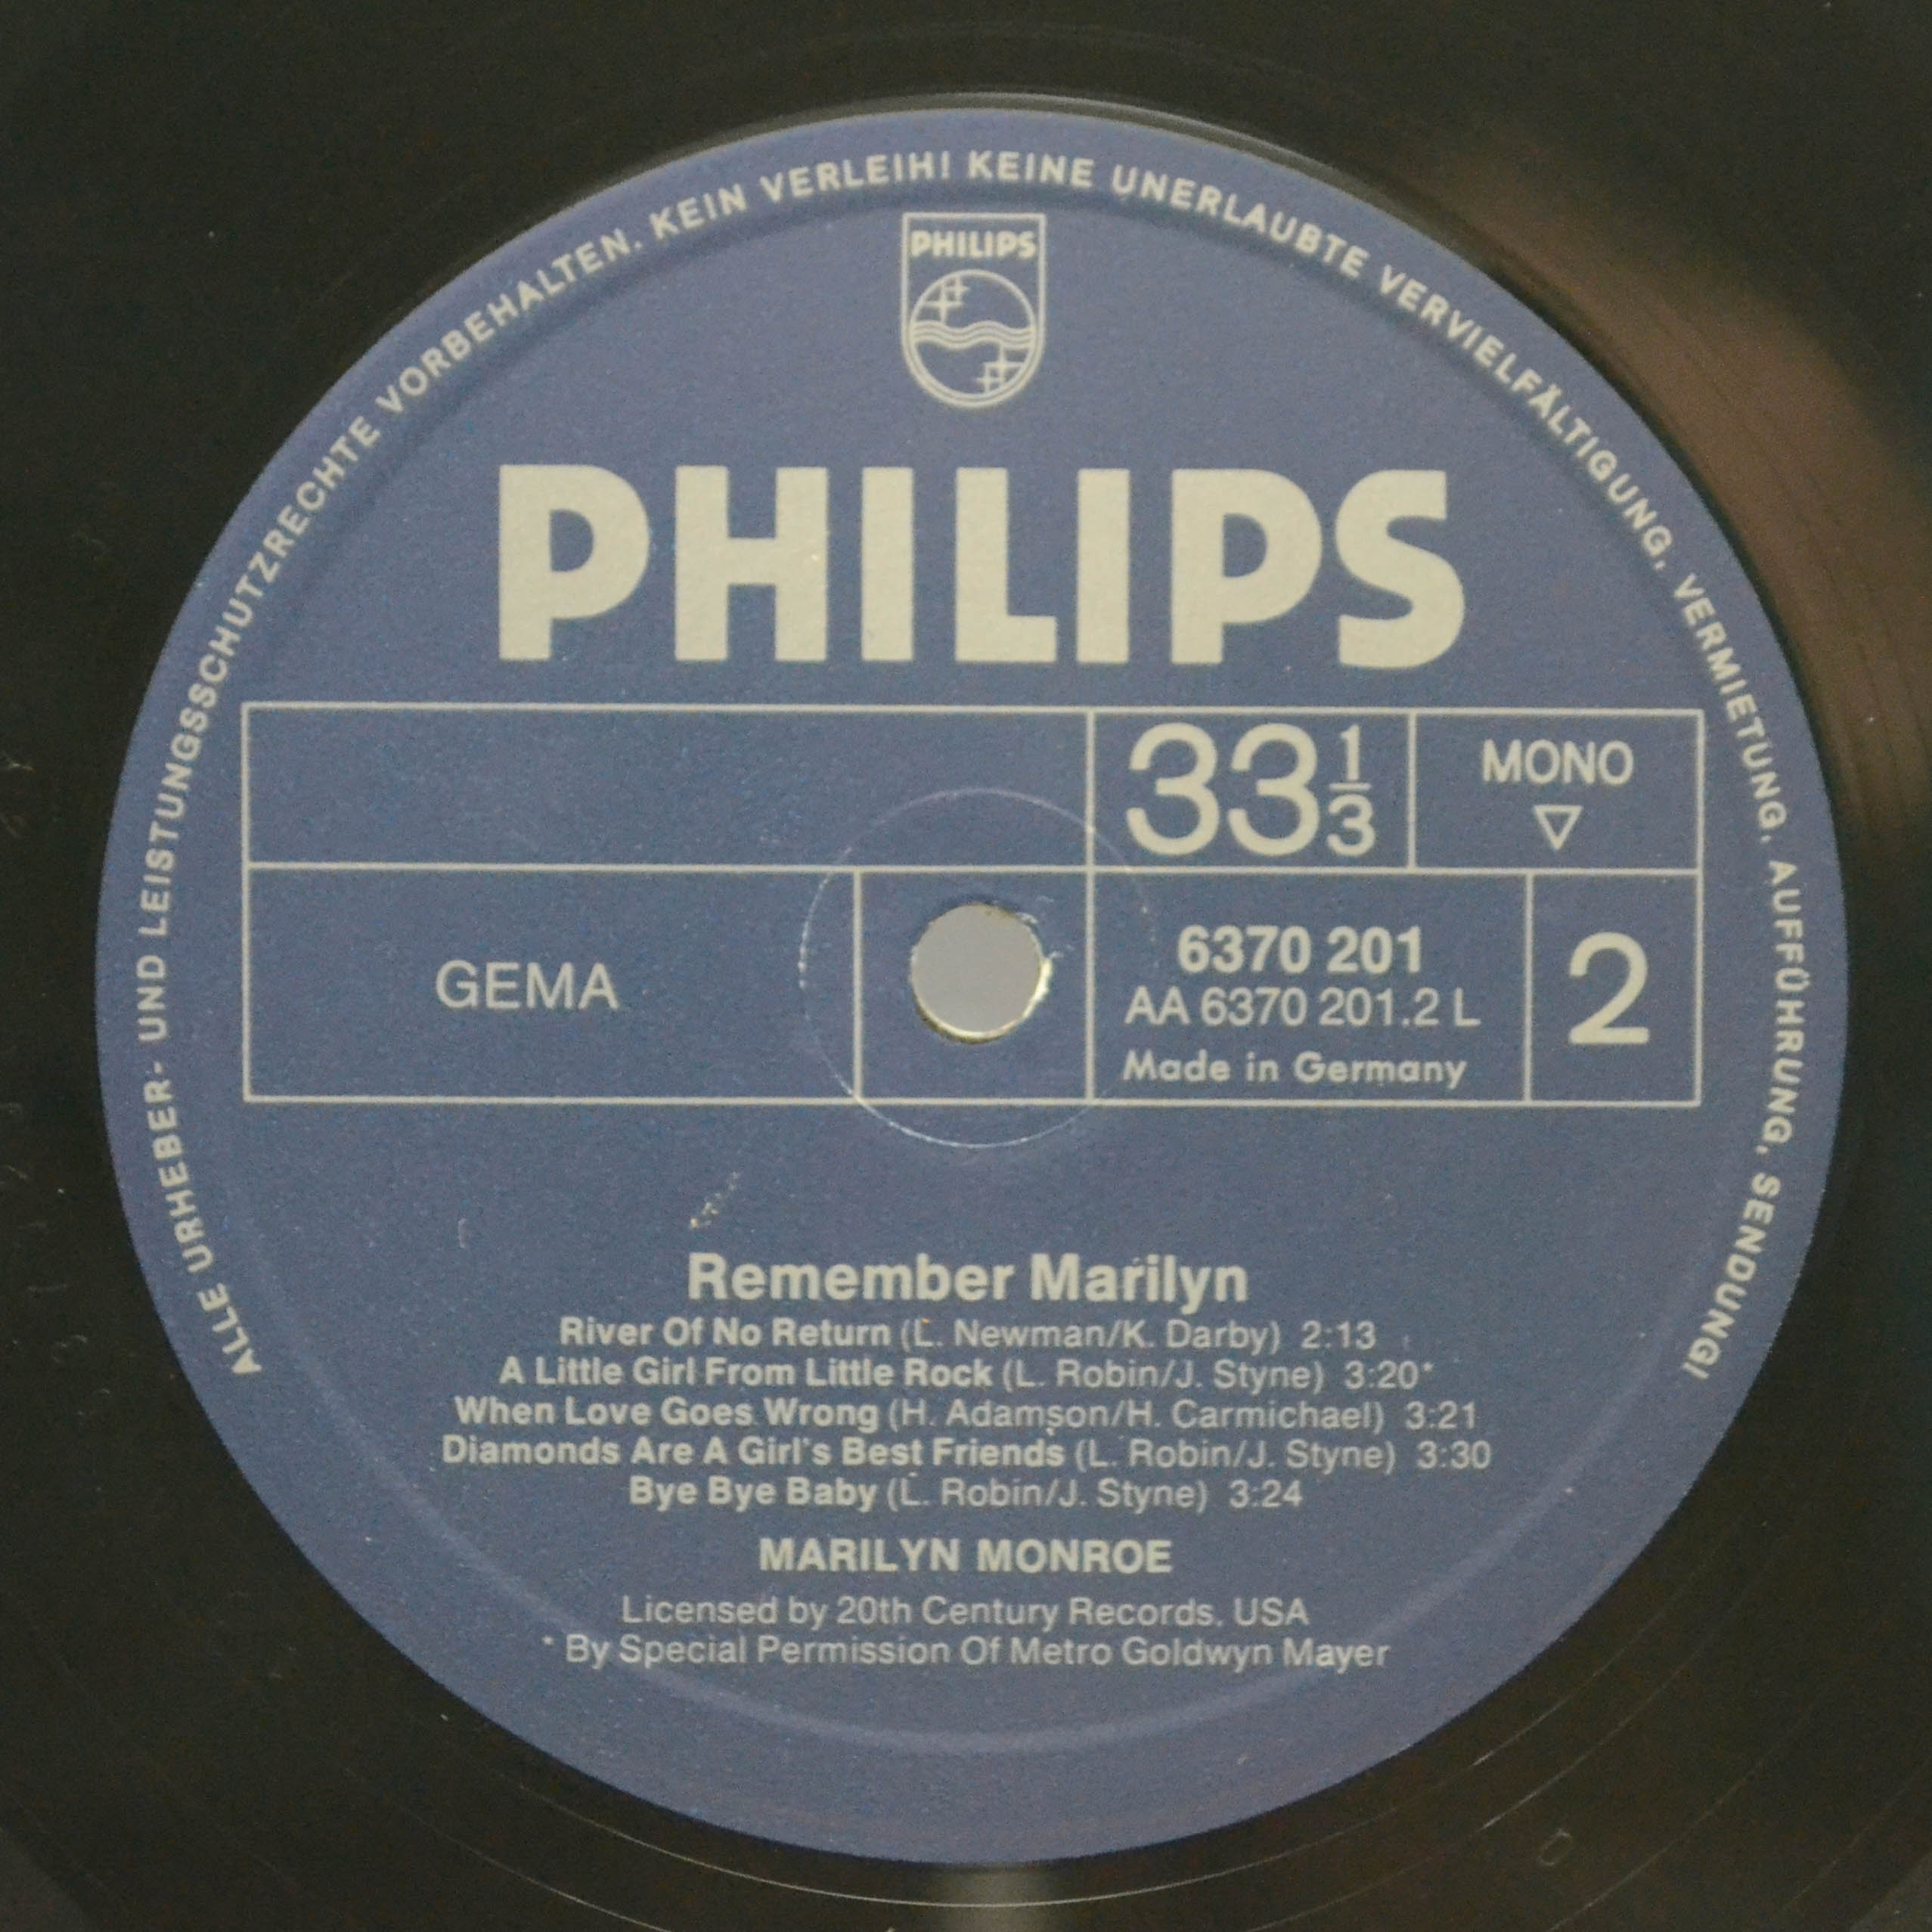 ALLE URHEBER- UND LEISTUNGSSCHUTZRECHTE VORBEHALTEN. KEIN VERLEIH! KEINE UNERLAUBTE VERVIELFÄLTIGUNG, VERMIETUNG, AUFFÜHRUNG, SENDUNG!
PHILIPS
PHILIPS
33 1/3
MONO
▽
GEMA
6370 201
AA 6370 201.2 L
Made in Germany
2
Remember Marilyn
River Of No Return (L. Newman/K. Darby) 2:13
A Little Girl From Little Rock (L. Robin/J. Styne) 3:20*
When Love Goes Wrong (H. Adamson/H. Carmichael) 3:21
Diamonds Are A Girl's Best Friends (L. Robin/J. Styne) 3:30
Bye Bye Baby (L. Robin/J. Styne) 3:24
MARILYN MONROE
Licensed by 20th Century Records. USA
* By Special Permission Of Metro Goldwyn Mayer